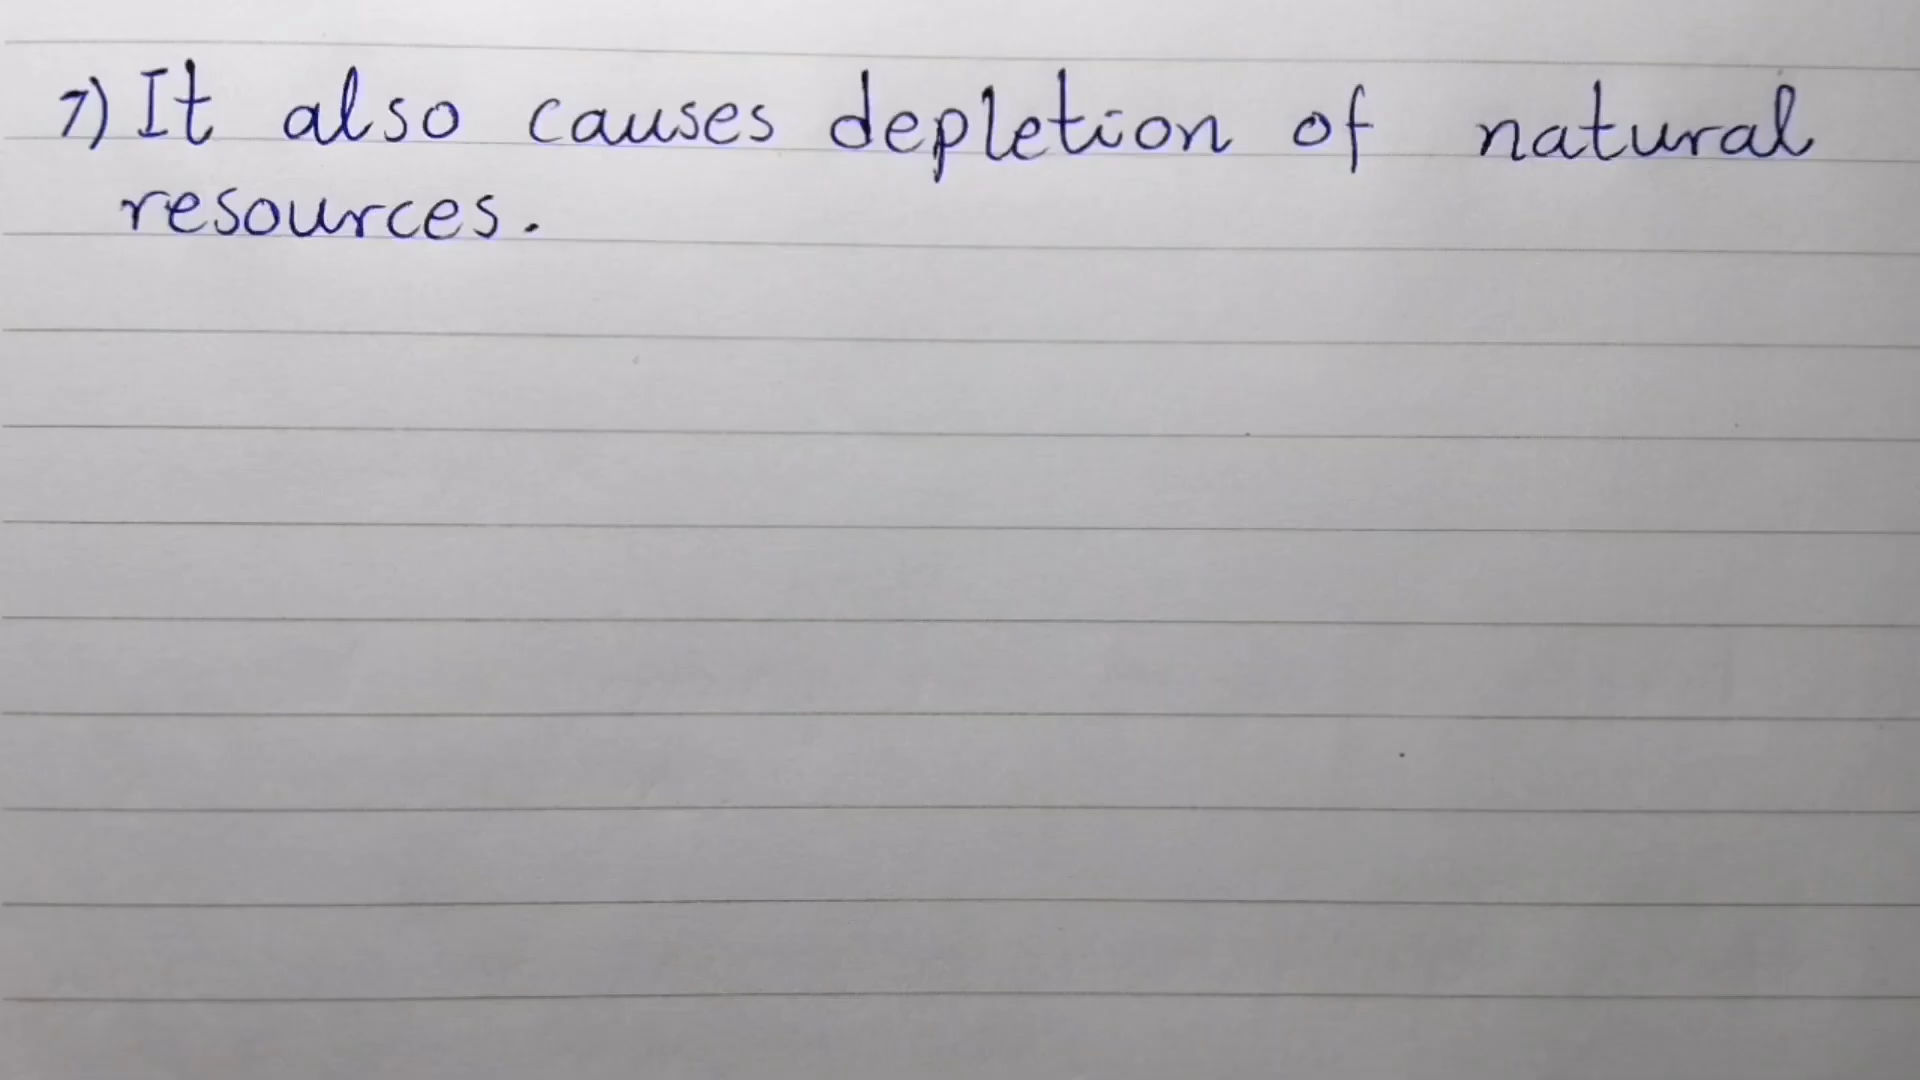 7) It also causes depletion of natural
resources.